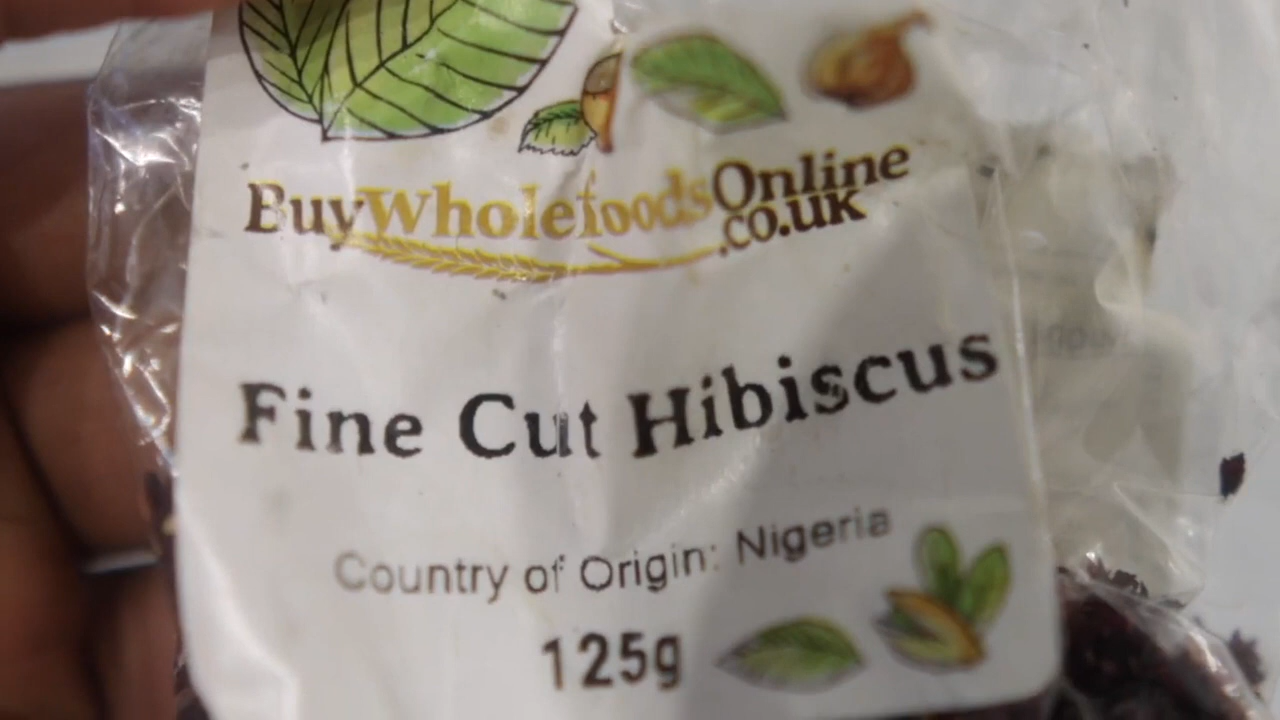 BuyWholefoodsOnline
.co.uk
Fine Cut Hibiscus
Country of Origin: Nigeria
125g